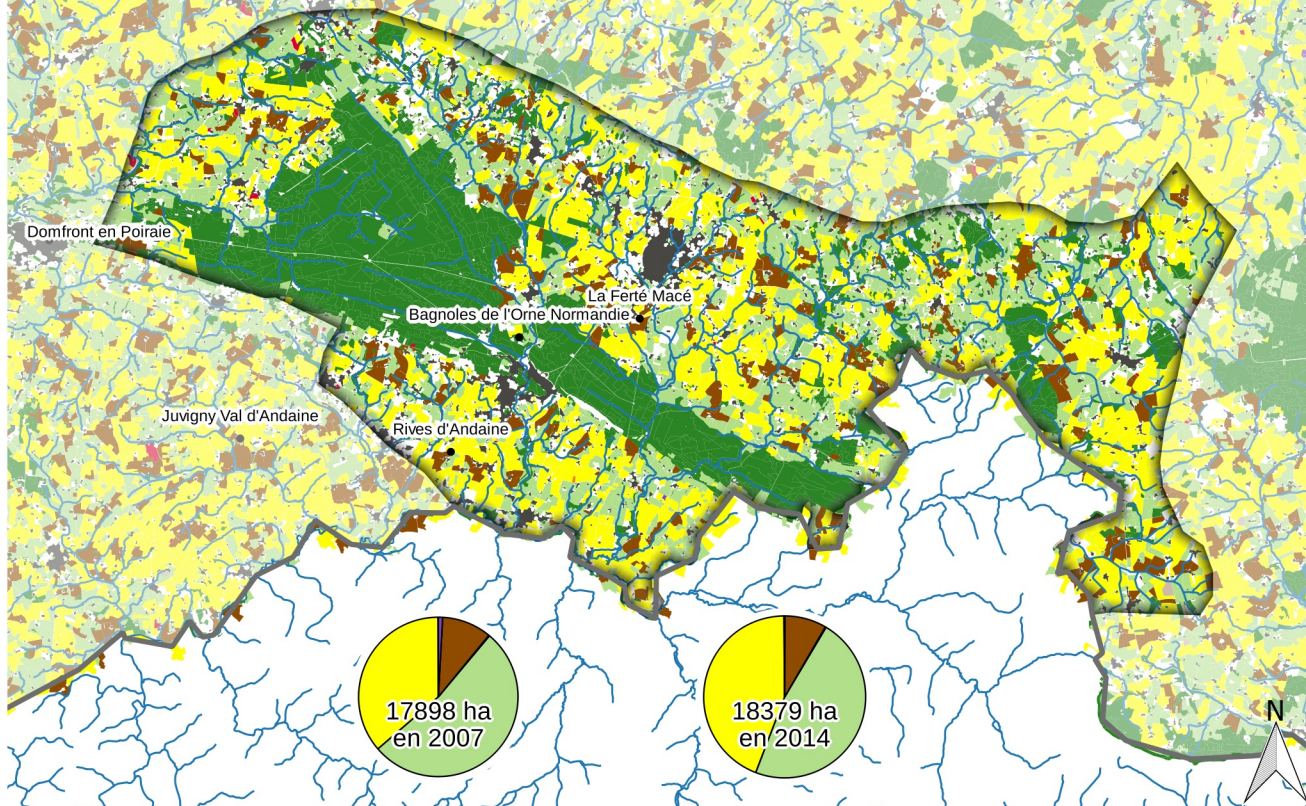 Domfront en Poiraie
La Ferté Macé
Bagnoles de l'Orne Normandie
Juvigny Val d'Andaine
Rives d'Andaine
17898 ha
en 2007
18379 ha
en 2014
N